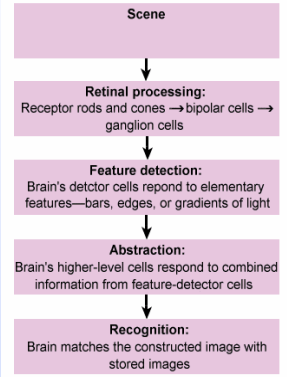 Scene
Retinal processing:
Receptor rods and cones → bipolar cells →
ganglion cells
Feature detection:
Brain's detctor cells repond to elementary
features—bars, edges, or gradients of light
Abstraction:
Brain's higher-level cells respond to combined
information from feature-detector cells
Recognition:
Brain matches the constructed image with
stored images